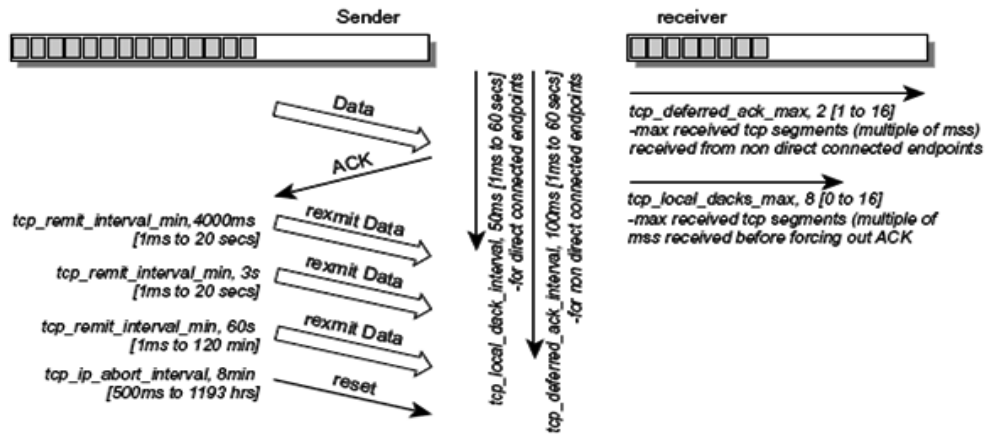 Sender
receiver
Data
ACK
rexmit Data
rexmit Data
rexmit Data
reset
tcp_remit_interval_min,4000ms
[1ms to 20 secs]
tcp_remit_interval_min, 3s
[1ms to 20 secs]
tcp_remit_interval_min, 60s
[1ms to 120 min]
tcp_ip_abort_interval, 8min
[500ms to 1193 hrs]
tcp_local_dack_interval, 50ms [1ms to 60 secs]
-for direct connected endpoints
tcp_deferred_ack_interval, 100ms [1ms to 60 secs]
-for non direct connected endpoints
tcp_deferred_ack_max, 2 [1 to 16]
-max received tcp segments (multiple of mss)
received from non direct connected endpoints
tcp_local_dacks_max, 8 [0 to 16]
-max received tcp segments (multiple of
mss received before forcing out ACK